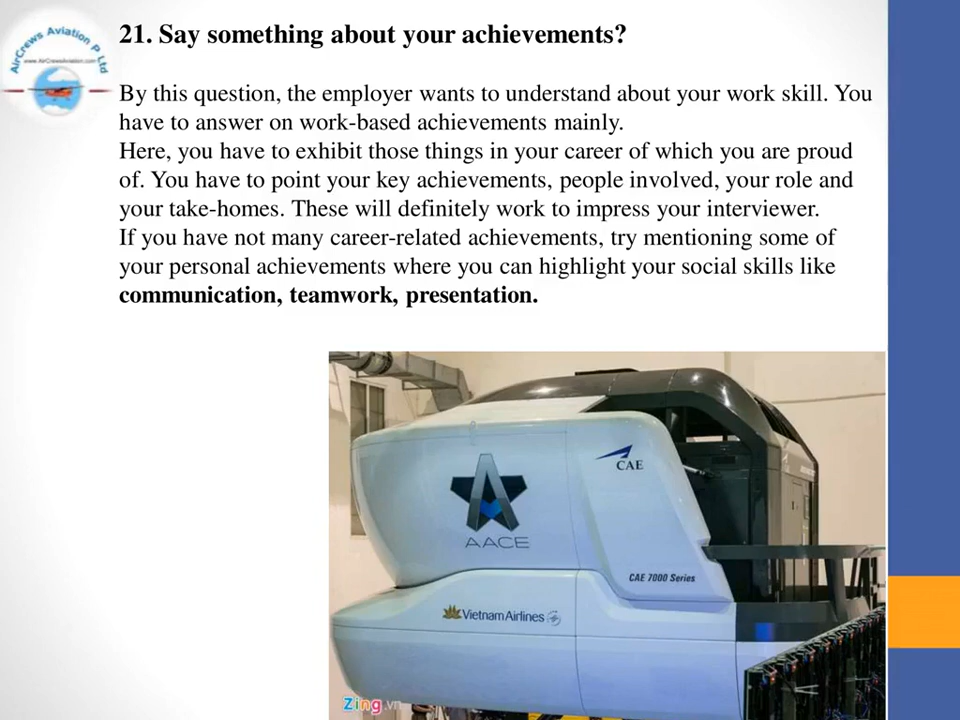 AirCrews Aviation P Ltd
www.AirCrewsAviation.com
21. Say something about your achievements?
By this question, the employer wants to understand about your work skill. You
have to answer on work-based achievements mainly.
Here, you have to exhibit those things in your career of which you are proud
of. You have to point your key achievements, people involved, your role and
your take-homes. These will definitely work to impress your interviewer.
If you have not many career-related achievements, try mentioning some of
your personal achievements where you can highlight your social skills like
communication, teamwork, presentation.
CAE
AACE
CAE 7000 Series
Vietnam Airlines
Zing.vn